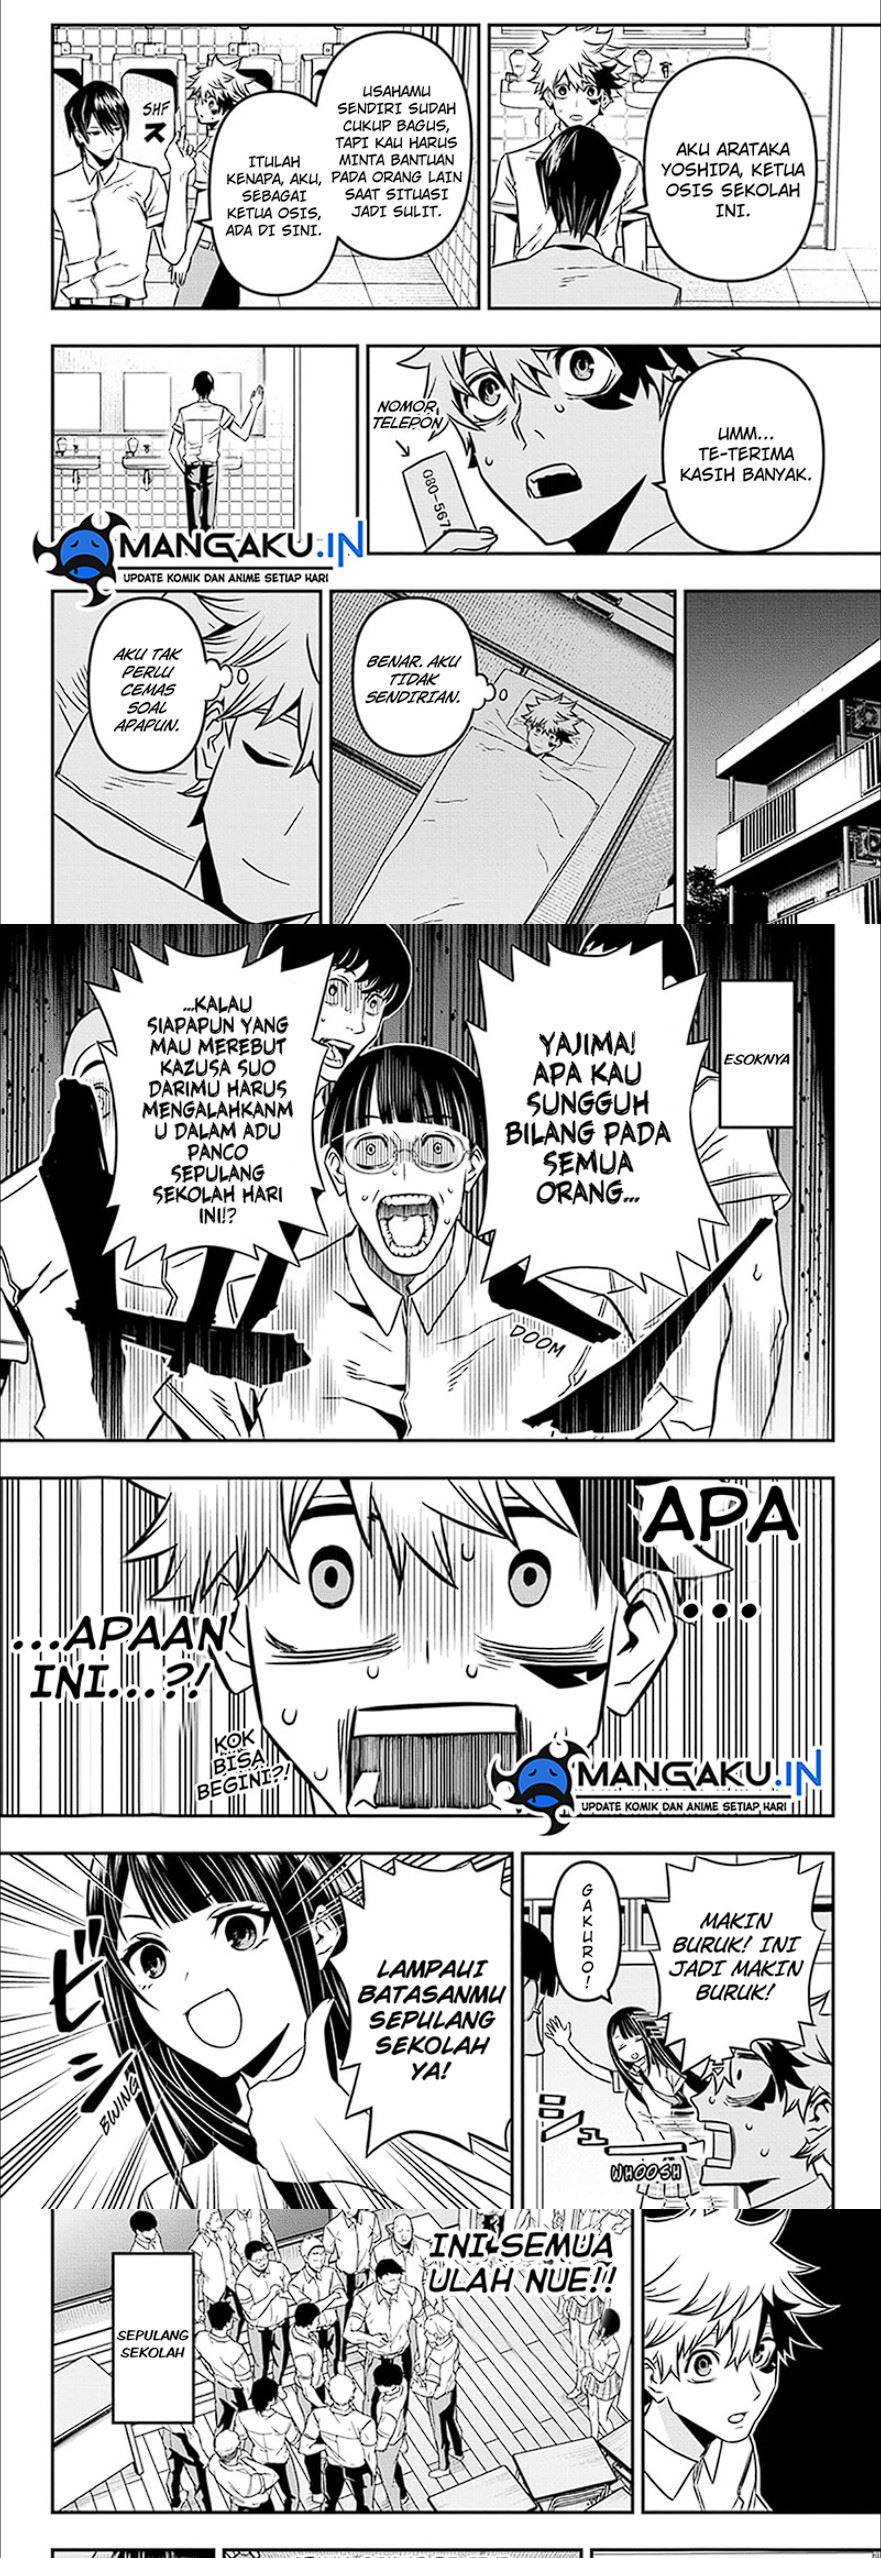 AKU ARATAKA
YOSHIDA, KETUA
OSIS SEKOLAH
INI.
USAHAMU
SENDIRI SUDAH
CUKUP BAGUS,
TAPI KAU HARUS
MINTA BANTUAN
PADA ORANG LAIN
SAAT SITUASI
JADI SULIT.
ITULAH
KENAPA, AKU,
SEBAGAI
KETUA OSIS,
ADA DI SINI.
SHF
ス
UMM...
TE-TERIMA
KASIH BANYAK.
NOMOR
TELEPON
080-567
MANGAKU.IN
UPDATE KOMIK DAN ANIME SETIAP HARI
BENAR. AKU
TIDAK
SENDIRIAN.
AKU TAK
PERLU
CEMAS
SOAL
APAPUN.
ESOKNYA
YAJIMA!
APA KAU
SUNGGUH
BILANG PADA
SEMUA
ORANG...
...KALAU
SIAPAPUN YANG
MAU MEREBUT
KAZUSA SUO
DARIMU HARUS
MENGALAHKANM
U DALAM ADU
PANCO
SEPULANG
SEKOLAH HARI
INI!?
DOOM
APA
...
...APAAN
INI...?!
KOK
BISA
BEGINI?!
MANGAKU.IN
UPDATE KOMIK DAN ANIME SETIAP HARI
MAKIN
BURUK! INI
JADI MAKIN
BURUK!
GAKURO!
WHOOSH
LAMPAUI
BATASANMU
SEPULANG
SEKOLAH
YA!
ビシ
BWING
INI SEMUA
ULAH NUE!!
SEPULANG
SEKOLAH